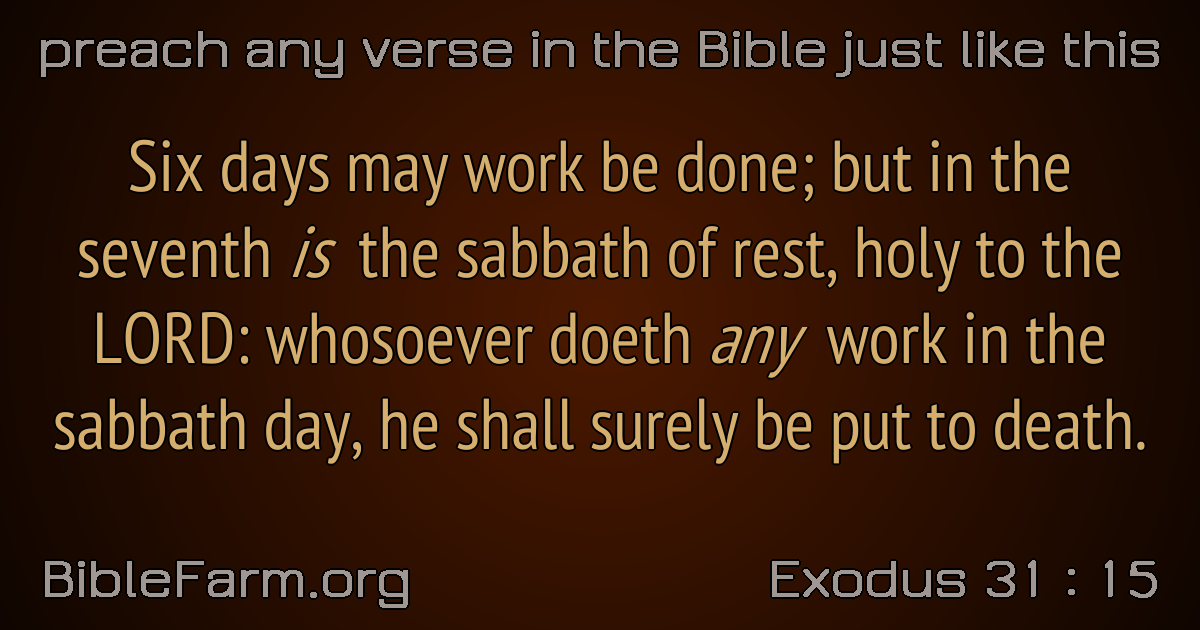 preach any verse in the Bible just like this
Six days may work be done; but in the
seventh is the sabbath of rest, holy to the
LORD: whosoever doeth any work in the
sabbath day, he shall surely be put to death.
BibleFarm.org
Exodus 31 : 15